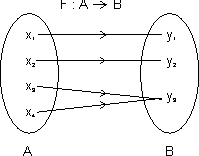 F : A → B
x₁ y₁
x₂ y₂
x₃
x₄ y₃
A B